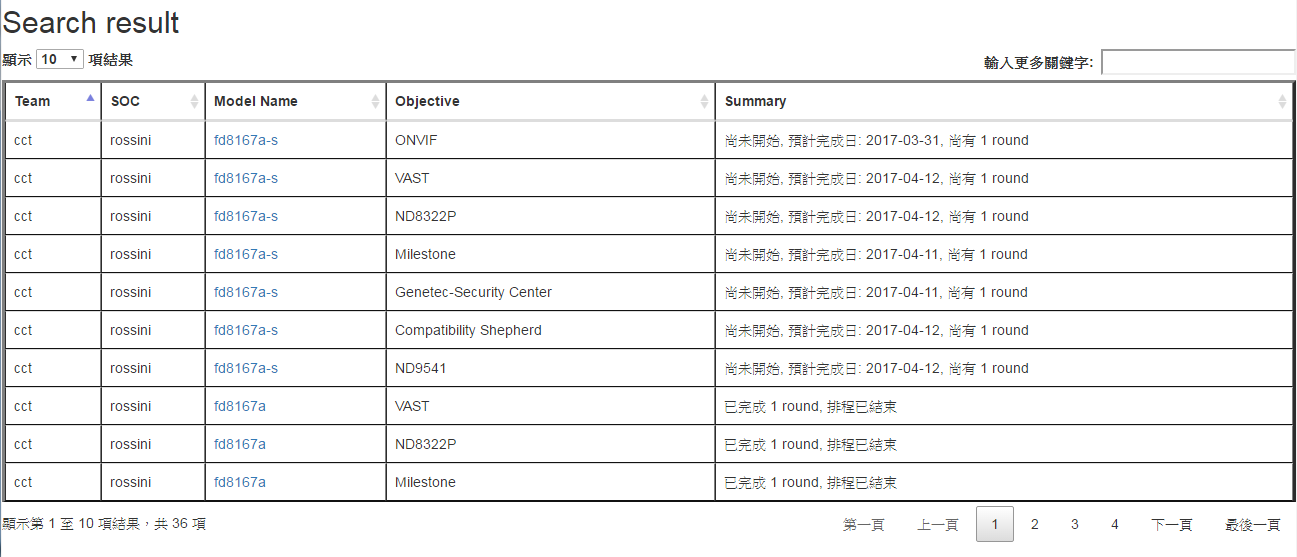 Search result
顯示 10 項結果 輸入更多關鍵字:
Team SOC Model Name Objective Summary
cct rossini fd8167a-s ONVIF 尚未開始, 預計完成日: 2017-03-31, 尚有 1 round
cct rossini fd8167a-s VAST 尚未開始, 預計完成日: 2017-04-12, 尚有 1 round
cct rossini fd8167a-s ND8322P 尚未開始, 預計完成日: 2017-04-12, 尚有 1 round
cct rossini fd8167a-s Milestone 尚未開始, 預計完成日: 2017-04-11, 尚有 1 round
cct rossini fd8167a-s Genetec-Security Center 尚未開始, 預計完成日: 2017-04-11, 尚有 1 round
cct rossini fd8167a-s Compatibility Shepherd 尚未開始, 預計完成日: 2017-04-12, 尚有 1 round
cct rossini fd8167a-s ND9541 尚未開始, 預計完成日: 2017-04-12, 尚有 1 round
cct rossini fd8167a VAST 已完成 1 round, 排程已結束
cct rossini fd8167a ND8322P 已完成 1 round, 排程已結束
cct rossini fd8167a Milestone 已完成 1 round, 排程已結束
顯示第 1 至 10 項結果，共 36 項 第一頁 上一頁 1 2 3 4 下一頁 最後一頁